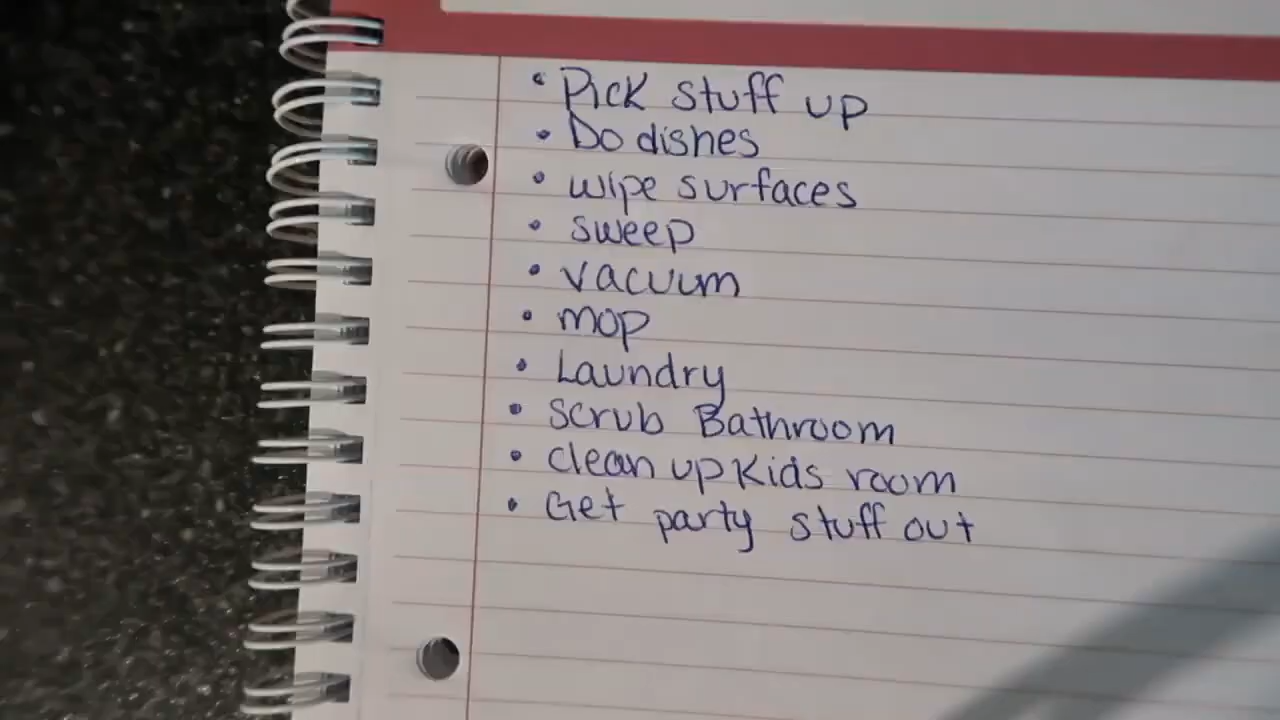 • Pick stuff up
• Do dishes
• wipe surfaces
• sweep
• vacuum
• mop
• Laundry
• scrub Bathroom
• clean up Kids room
• Get party stuff out